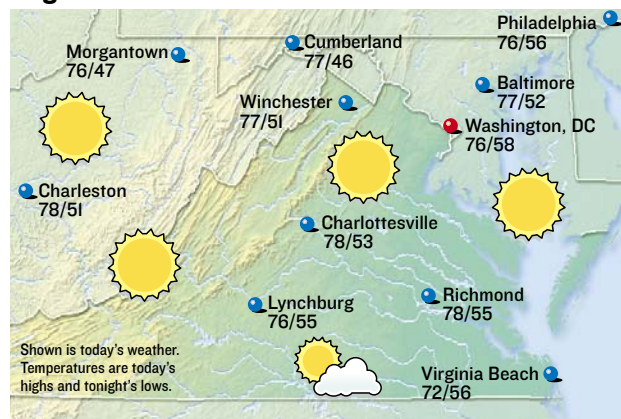 Philadelphia
76/56
Morgantown
76/47
Cumberland
77/46
Baltimore
77/52
Winchester
77/51
Washington, DC
76/58
Charleston
78/51
Charlottesville
78/53
Lynchburg
76/55
Richmond
78/55
Shown is today's weather.
Temperatures are today's
highs and tonight's lows.
Virginia Beach
72/56